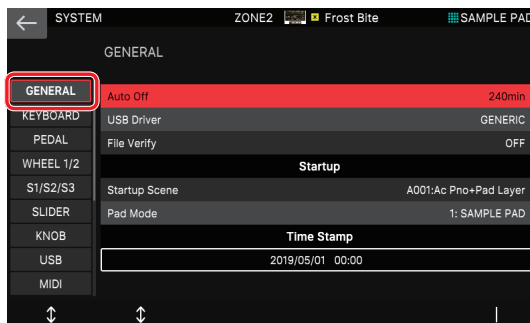 SYSTEM ZONE2 Frost Bite SAMPLE PAD
GENERAL
GENERAL
Auto Off 240min
KEYBOARD
USB Driver GENERIC
PEDAL
File Verify OFF
WHEEL 1/2
Startup
S1/S2/S3
Startup Scene A001:Ac Pno+Pad Layer
SLIDER
Pad Mode 1: SAMPLE PAD
KNOB
Time Stamp
USB
2019/05/01 00:00
MIDI